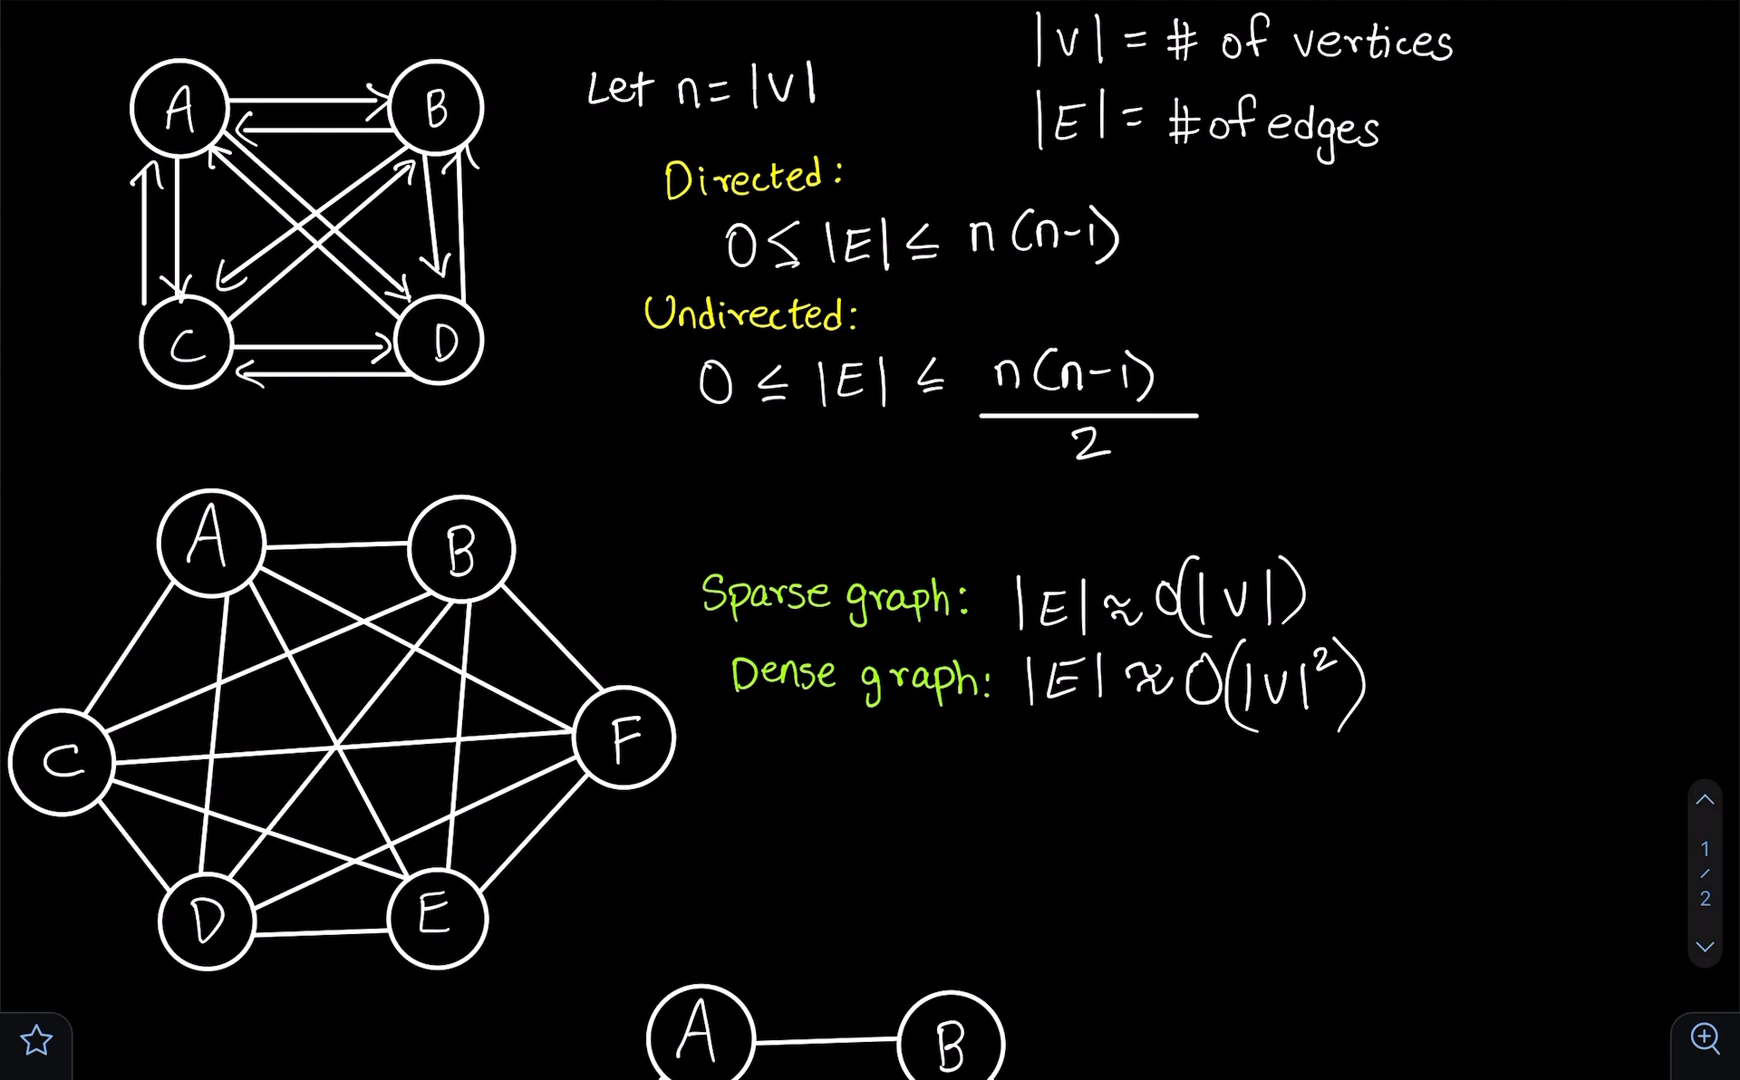 |V| = # of vertices
Let n = |V|
|E| = # of edges
A
B
Directed:
0 ≤ |E| ≤ n(n-1)
C
D
Undirected:
0 ≤ |E| ≤ n(n-1)
2
A
B
Sparse graph: |E| ≈ O(|V|)
Dense graph: |E| ≈ O(|V|²)
C
F
D
E
1
/
2
A
B